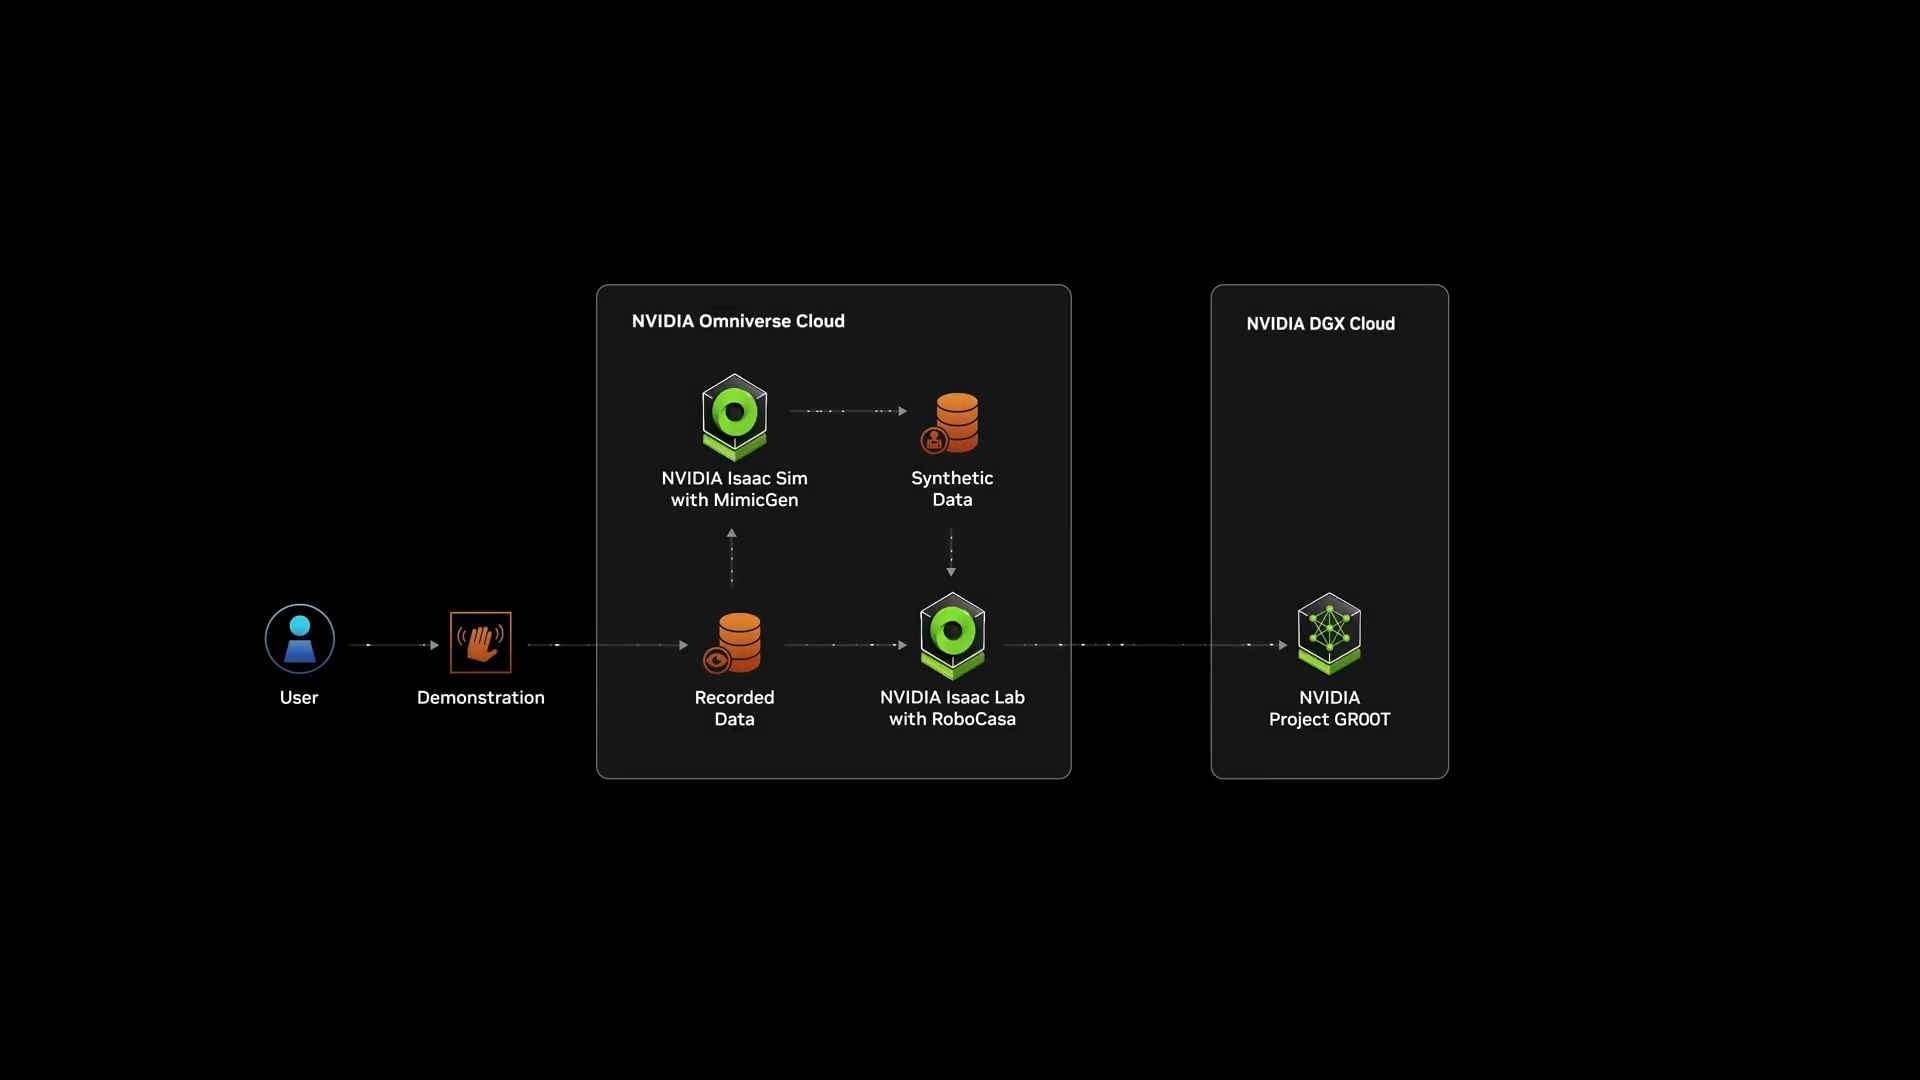 NVIDIA Omniverse Cloud
NVIDIA DGX Cloud
NVIDIA Isaac Sim
with MimicGen
Synthetic
Data
User
Demonstration
Recorded
Data
NVIDIA Isaac Lab
with RoboCasa
NVIDIA
Project GR00T